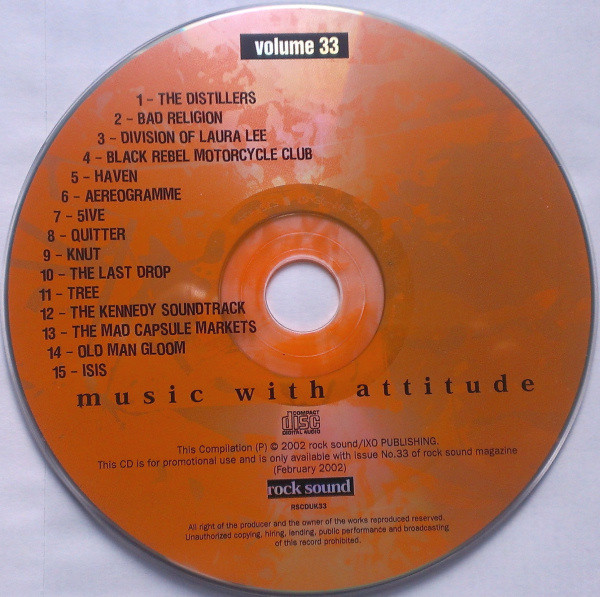 volume 33
1 – THE DISTILLERS
2 – BAD RELIGION
3 – DIVISION OF LAURA LEE
4 – BLACK REBEL MOTORCYCLE CLUB
5 – HAVEN
6 – AEREOGRAMME
7 – 5IVE
8 – QUITTER
9 – KNUT
10 – THE LAST DROP
11 – TREE
12 – THE KENNEDY SOUNDTRACK
13 – THE MAD CAPSULE MARKETS
14 – OLD MAN GLOOM
15 – ISIS
music with attitude
COMPACT
disc
DIGITAL AUDIO
This Compilation (P) © 2002 rock sound/IXO PUBLISHING.
This CD is for promotional use and is only available with issue No.33 of rock sound magazine
(February 2002)
rock sound
RSCDUK33
All right of the producer and the owner of the works reproduced reserved.
Unauthorized copying, hiring, lending, public performance and broadcasting
of this record prohibited.